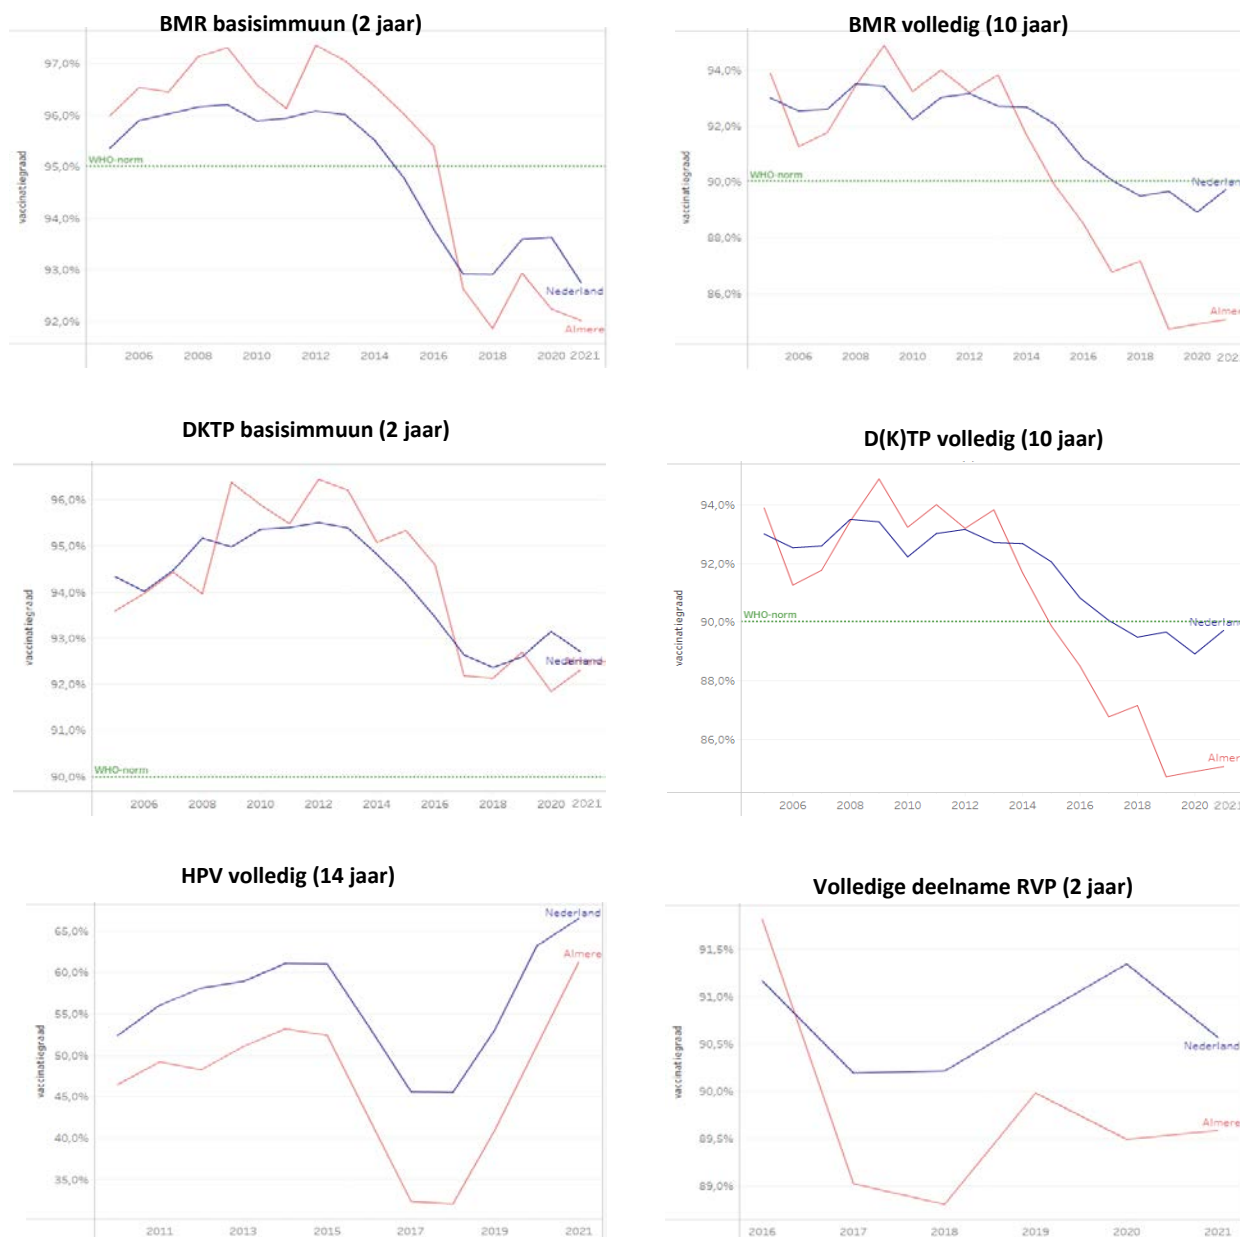 BMR basisimmuun (2 jaar)
97,0%
96,0%
95,0%
94,0%
93,0%
92,0%
vaccinatiegraad
WHO-norm
Nederland
Almere
2006 2008 2010 2012 2014 2016 2018 2020 2021
BMR volledig (10 jaar)
94,0%
92,0%
90,0%
88,0%
86,0%
vaccinatiegraad
WHO-norm
Nederlan
Almer
2006 2008 2010 2012 2014 2016 2018 2020 202
DKTP basisimmuun (2 jaar)
96,0%
95,0%
94,0%
93,0%
92,0%
91,0%
90,0%
vaccinatiegraad
WHO-norm
Nederland
2006 2008 2010 2012 2014 2016 2018 2020 2021
D(K)TP volledig (10 jaar)
94,0%
92,0%
90,0%
88,0%
86,0%
vaccinatiegraad
WHO-norm
Nederlan
Almer
2006 2008 2010 2012 2014 2016 2018 2020 2021
HPV volledig (14 jaar)
65,0%
60,0%
55,0%
50,0%
45,0%
40,0%
35,0%
vaccinatiegraad
Nederland
Almere
2011 2013 2015 2017 2019 2021
Volledige deelname RVP (2 jaar)
91,5%
91,0%
90,5%
90,0%
89,5%
89,0%
vaccinatiegraad
Nederland
Almere
2016 2017 2018 2019 2020 2021